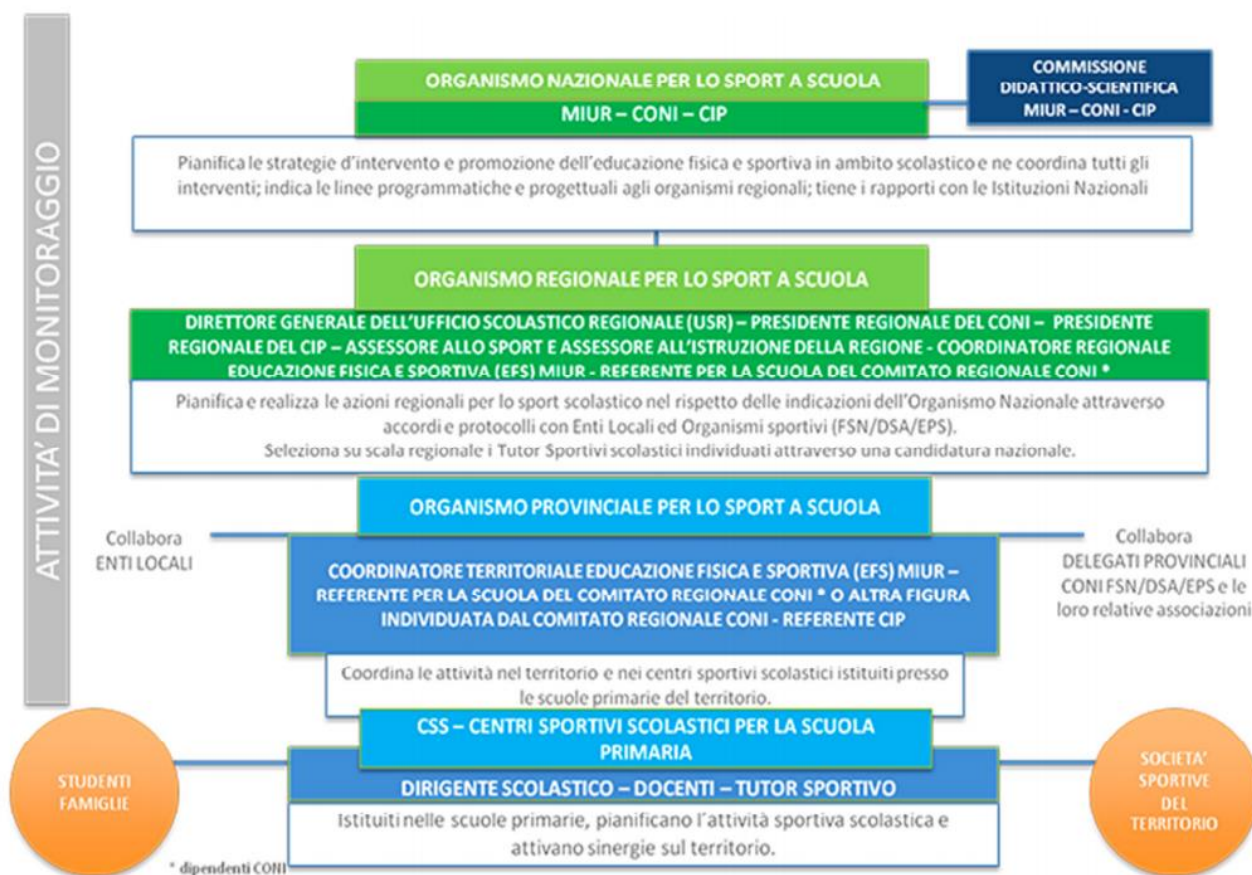 ATTIVITA' DI MONITORAGGIO
ORGANISMO NAZIONALE PER LO SPORT A SCUOLA
MIUR – CONI – CIP
COMMISSIONE
DIDATTICO-SCIENTIFICA
MIUR – CONI - CIP
Pianifica le strategie d'intervento e promozione dell'educazione fisica e sportiva in ambito scolastico e ne coordina tutti gli
interventi; indica le linee programmatiche e progettuali agli organismi regionali; tiene i rapporti con le Istituzioni Nazionali
ORGANISMO REGIONALE PER LO SPORT A SCUOLA
DIRETTORE GENERALE DELL'UFFICIO SCOLASTICO REGIONALE (USR) – PRESIDENTE REGIONALE DEL CONI – PRESIDENTE
REGIONALE DEL CIP – ASSESSORE ALLO SPORT E ASSESSORE ALL'ISTRUZIONE DELLA REGIONE - COORDINATORE REGIONALE
EDUCAZIONE FISICA E SPORTIVA (EFS) MIUR - REFERENTE PER LA SCUOLA DEL COMITATO REGIONALE CONI *
Pianifica e realizza le azioni regionali per lo sport scolastico nel rispetto delle indicazioni dell'Organismo Nazionale attraverso
accordi e protocolli con Enti Locali ed Organismi sportivi (FSN/DSA/EPS).
Seleziona su scala regionale i Tutor Sportivi scolastici individuati attraverso una candidatura nazionale.
ORGANISMO PROVINCIALE PER LO SPORT A SCUOLA
Collabora
ENTI LOCALI
COORDINATORE TERRITORIALE EDUCAZIONE FISICA E SPORTIVA (EFS) MIUR –
REFERENTE PER LA SCUOLA DEL COMITATO REGIONALE CONI * O ALTRA FIGURA
INDIVIDUATA DAL COMITATO REGIONALE CONI - REFERENTE CIP
Collabora
DELEGATI PROVINCIALI
CONI FSN/DSA/EPS e le
loro relative associazioni
Coordina le attività nel territorio e nei centri sportivi scolastici istituiti presso
le scuole primarie del territorio.
CSS – CENTRI SPORTIVI SCOLASTICI PER LA SCUOLA
PRIMARIA
DIRIGENTE SCOLASTICO – DOCENTI – TUTOR SPORTIVO
Istituiti nelle scuole primarie, pianificano l'attività sportiva scolastica e
attivano sinergie sul territorio.
STUDENTI
FAMIGLIE
SOCIETA'
SPORTIVE
DEL
TERRITORIO
* dipendenti CONI